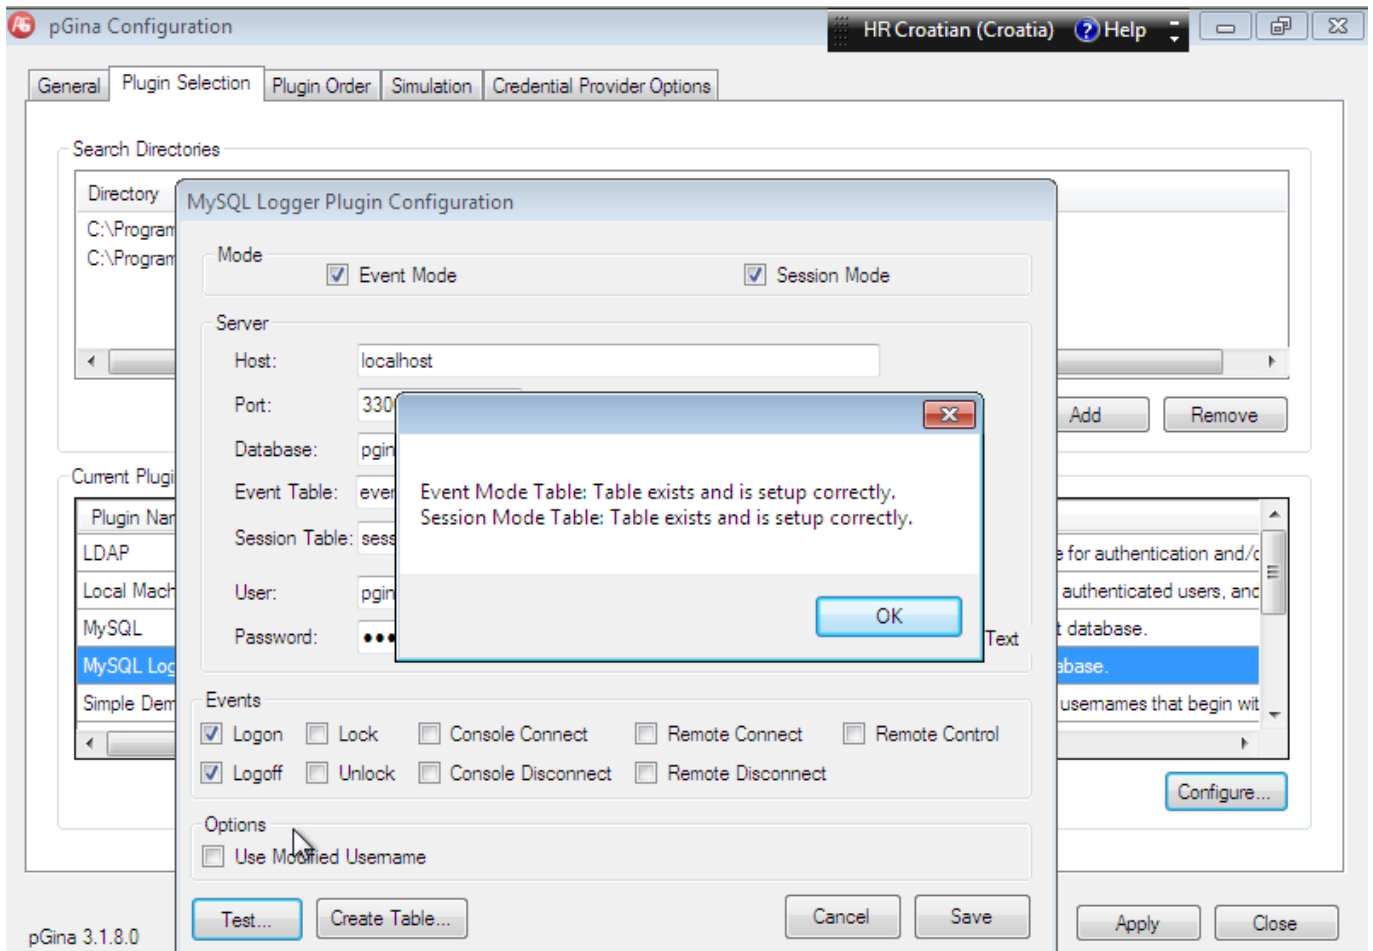 pGina Configuration
HR Croatian (Croatia) Help
General Plugin Selection Plugin Order Simulation Credential Provider Options
Search Directories
Directory
C:\Program
C:\Program
MySQL Logger Plugin Configuration
Mode
Event Mode Session Mode
Server
Host: localhost
Port: 330
Database: pgin
Event Table: ever
Session Table: sess
User: pgin
Password:
Text
Event Mode Table: Table exists and is setup correctly.
Session Mode Table: Table exists and is setup correctly.
OK
Add Remove
Current Plugi
Plugin Nar
LDAP e for authentication and/c
Local Mach authenticated users, and
MySQL t database.
MySQL Log abase.
Simple Dem usernames that begin wit
Configure...
Events
Logon Lock Console Connect Remote Connect Remote Control
Logoff Unlock Console Disconnect Remote Disconnect
Options
Use Modified Username
Test... Create Table... Cancel Save
Apply Close
pGina 3.1.8.0